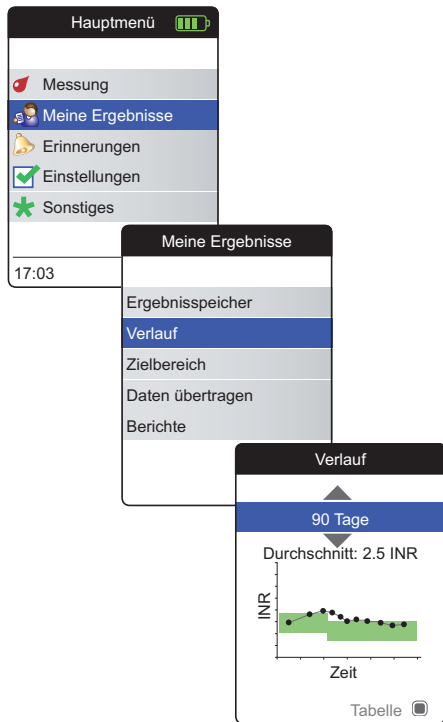 Hauptmenü
Messung
Meine Ergebnisse
Erinnerungen
Einstellungen
Sonstiges
17:03
Meine Ergebnisse
Ergebnisspeicher
Verlauf
Zielbereich
Daten übertragen
Berichte
Verlauf
90 Tage
Durchschnitt: 2.5 INR
INR
Zeit
Tabelle